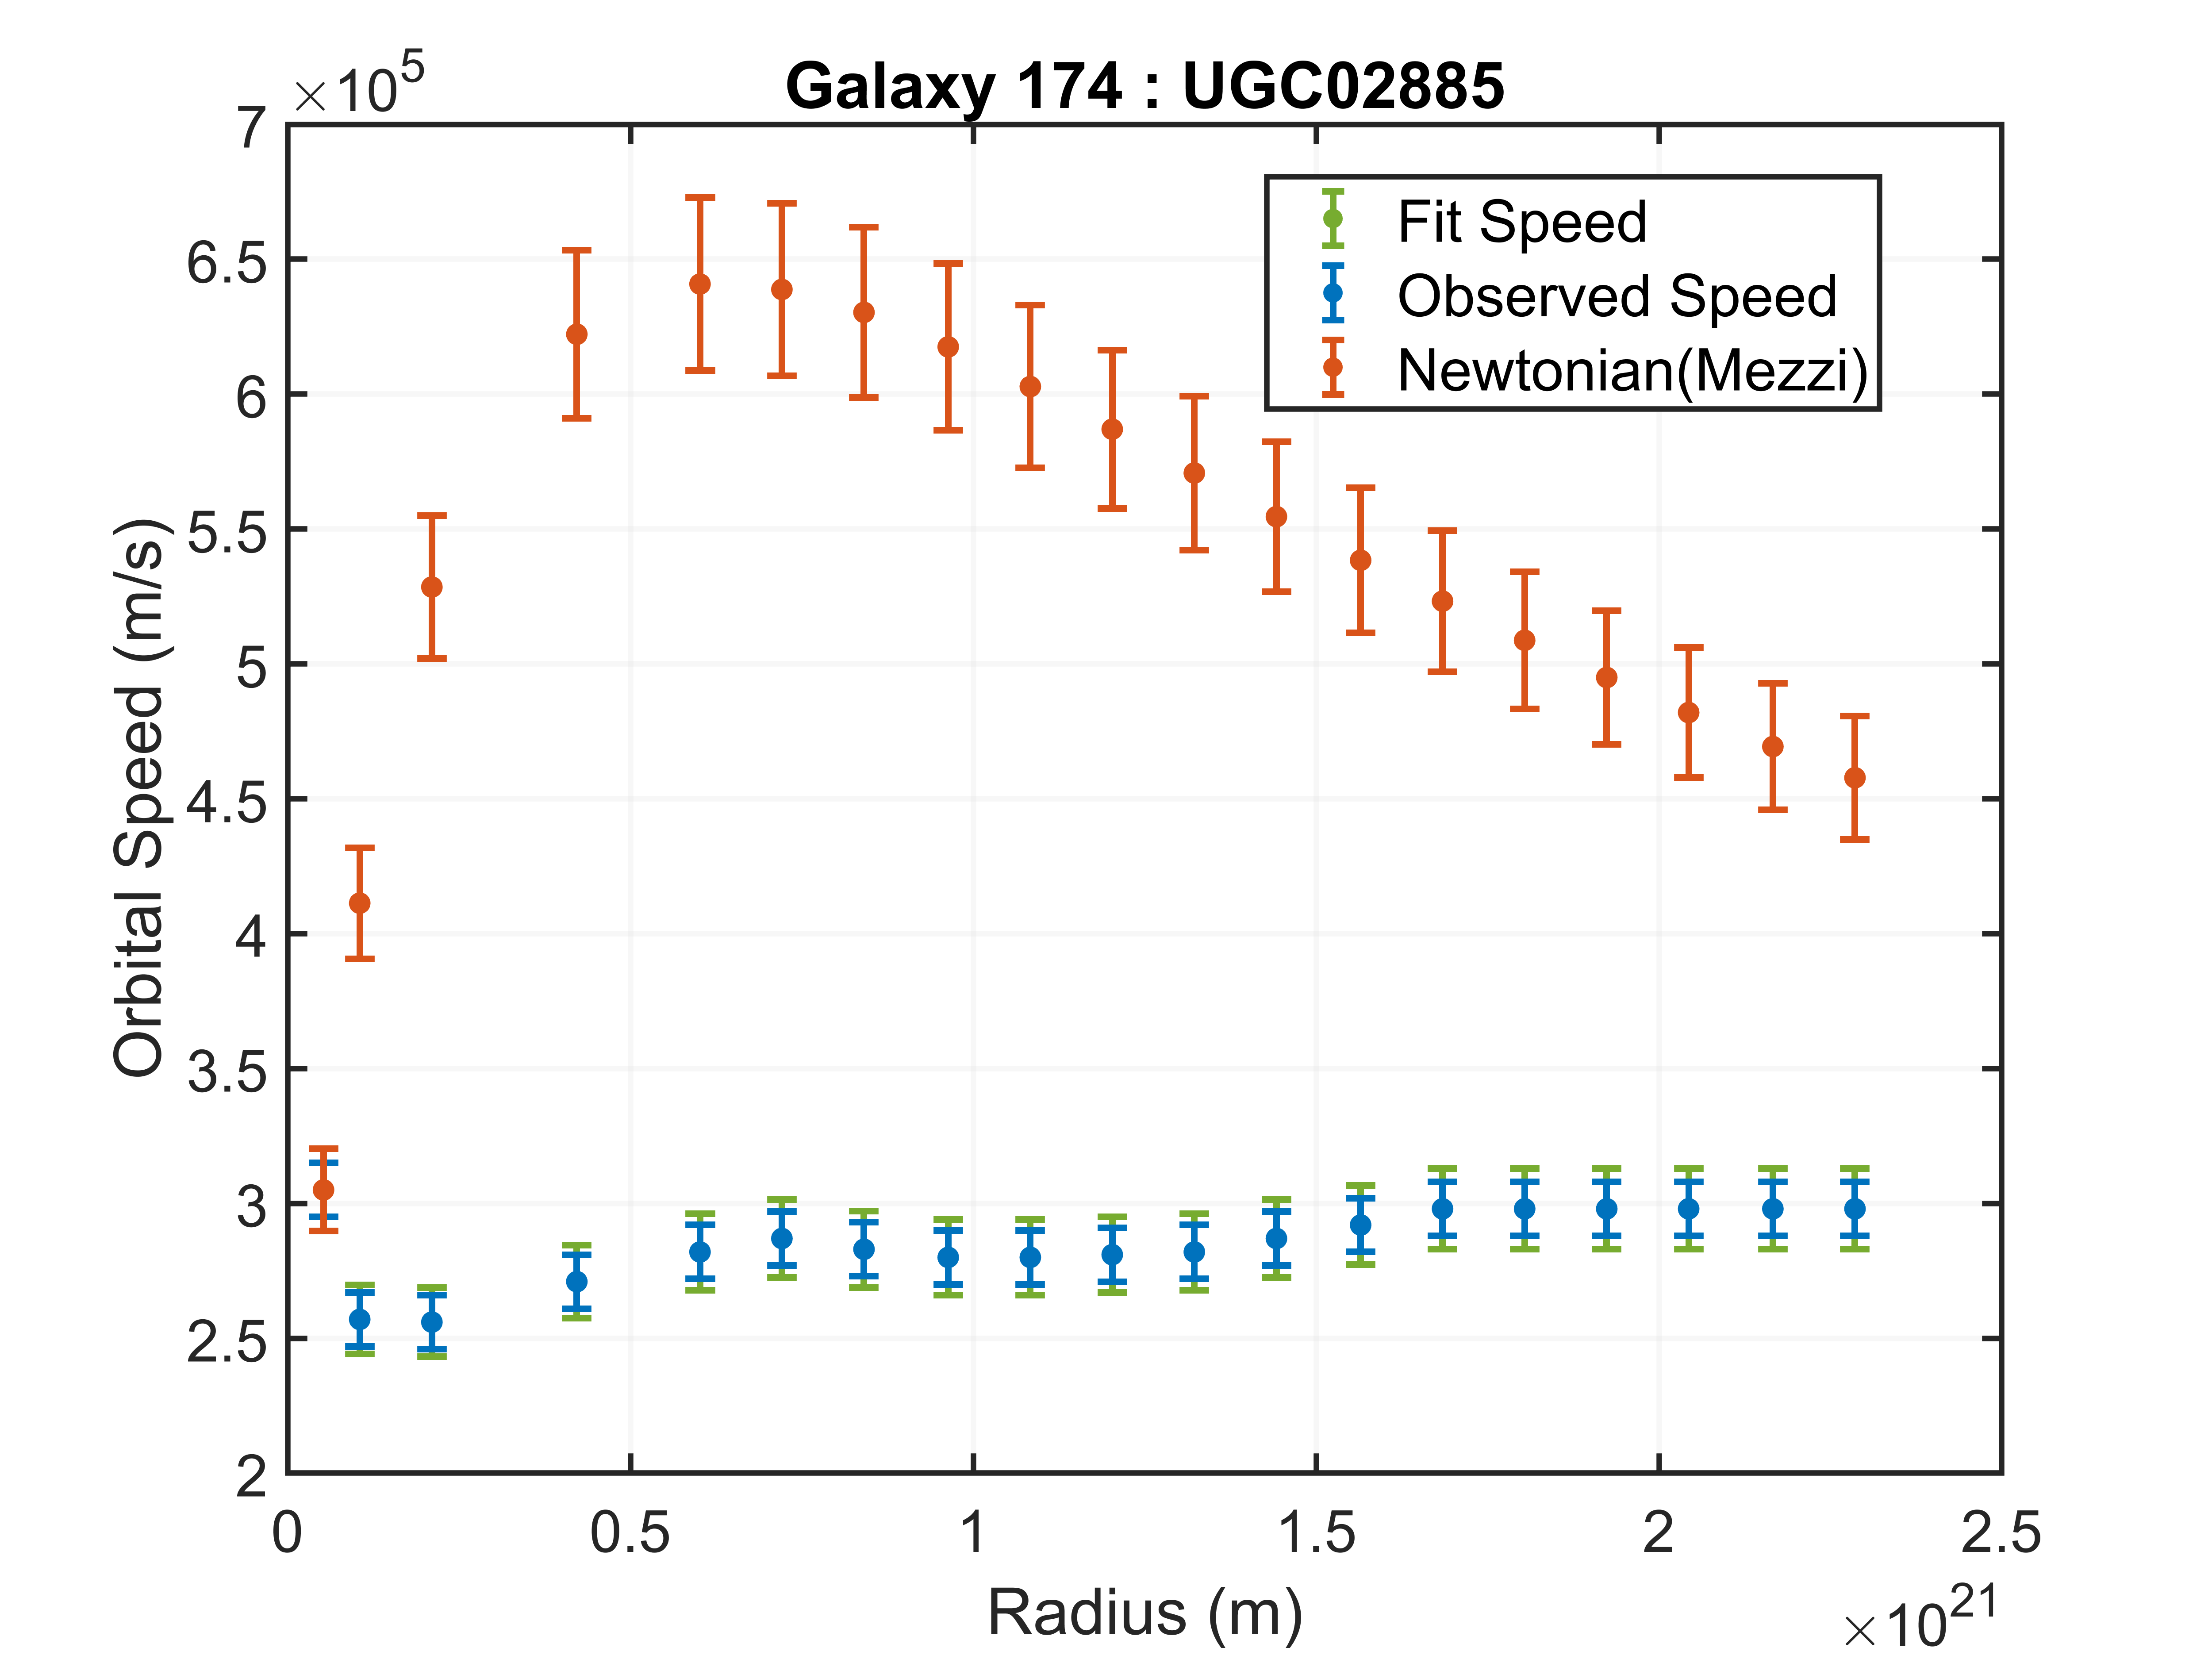 ×10^5
Galaxy 174 : UGC02885
7
6.5
6
5.5
5
4.5
4
3.5
3
2.5
2
Orbital Speed (m/s)
Fit Speed
Observed Speed
Newtonian(Mezzi)
0 0.5 1 1.5 2 2.5
Radius (m)
×10^21